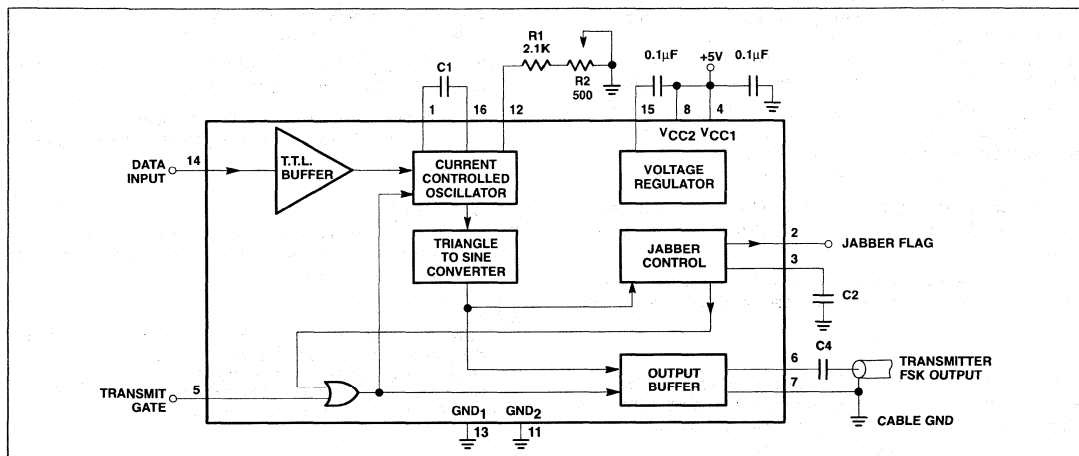 R1
2.1K
R2
500
C1
1
16
12
0.1μF
+5V
0.1μF
15
8
4
VCC2
VCC1
DATA
INPUT
14
T.T.L.
BUFFER
CURRENT
CONTROLLED
OSCILLATOR
VOLTAGE
REGULATOR
TRIANGLE
TO SINE
CONVERTER
JABBER
CONTROL
2
JABBER FLAG
3
C2
C4
6
7
TRANSMITTER
FSK OUTPUT
OUTPUT
BUFFER
CABLE GND
TRANSMIT
GATE
5
GND1
GND2
13
11